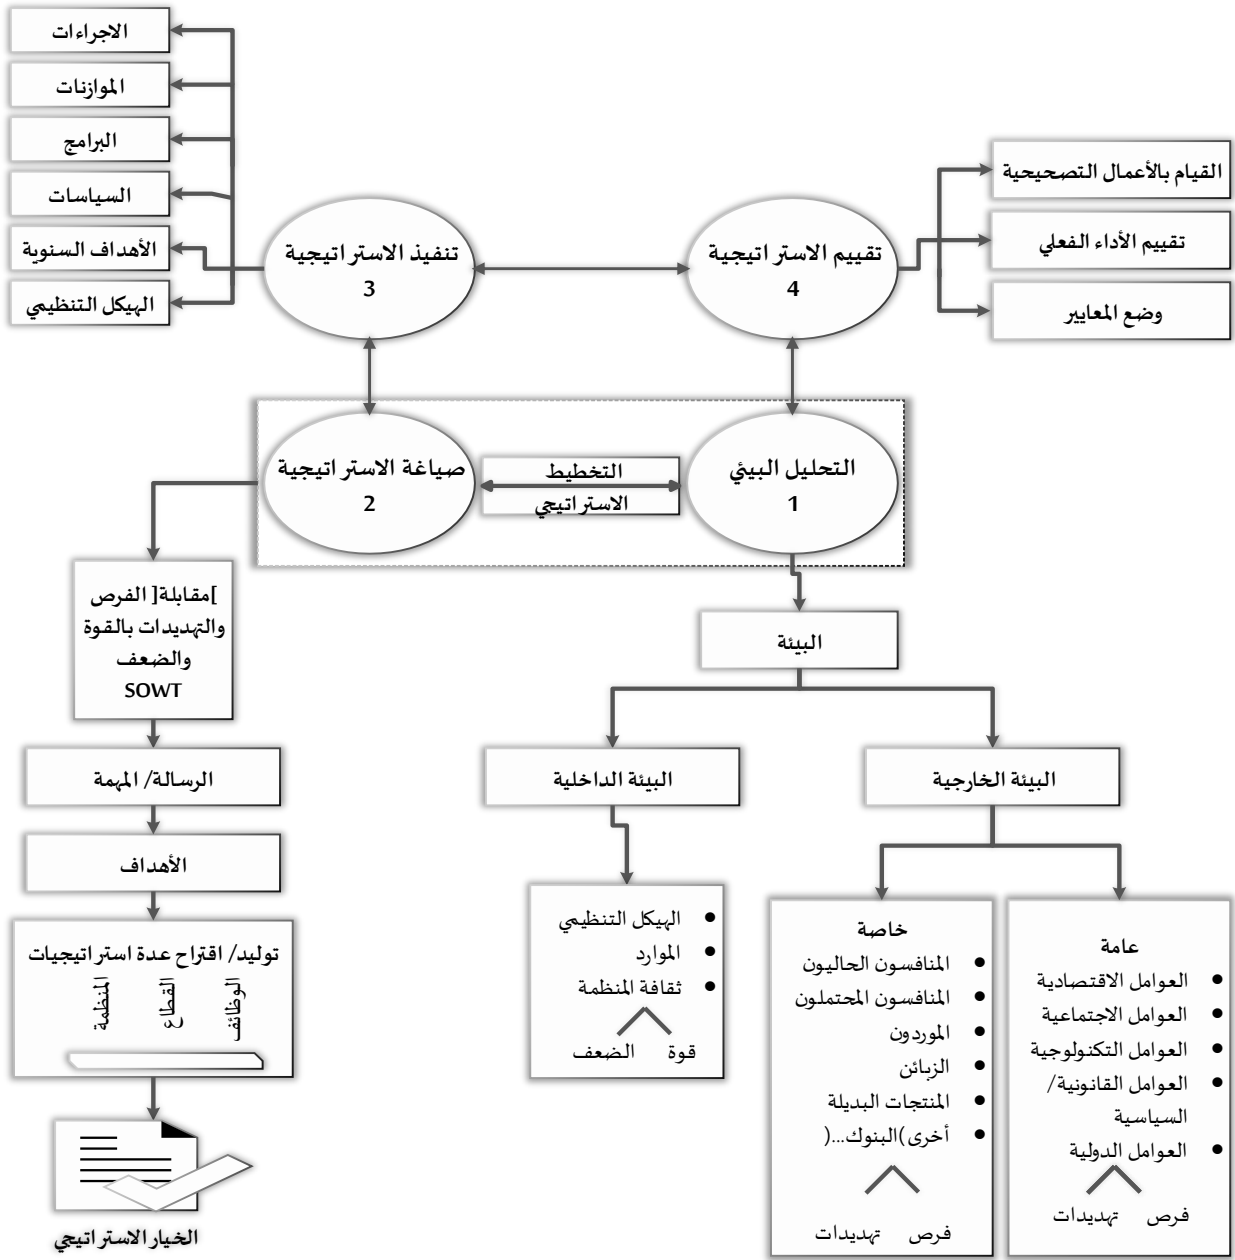 الاجراءات
الموازنات
البرامج
السياسات
الأهداف السنوية
الهيكل التنظيمي
تنفيذ الاستراتيجية
3
تقييم الاستراتيجية
4
القيام بالأعمال التصحيحية
تقييم الأداء الفعلي
وضع المعايير
التحليل البيئي
1
التخطيط
الاستراتيجي
صياغة الاستراتيجية
2
]مقابلة[ الفرص
والتهديدات بالقوة
والضعف
SOWT
الرسالة/ المهمة
الأهداف
توليد/ اقتراح عدة استراتيجيات
الوظائف
القطاع
المنظمة
الخيار الاستراتيجي
البيئة
البيئة الخارجية
البيئة الداخلية
عامة
• العوامل الاقتصادية
• العوامل الاجتماعية
• العوامل التكنولوجية
• العوامل القانونية/
السياسية
• العوامل الدولية
فرص تهديدات
خاصة
• المنافسون الحاليون
• المنافسون المحتملون
• الموردون
• الزبائن
• المنتجات البديلة
• أخرى)البنوك...(
فرص تهديدات
• الهيكل التنظيمي
• الموارد
• ثقافة المنظمة
قوة الضعف